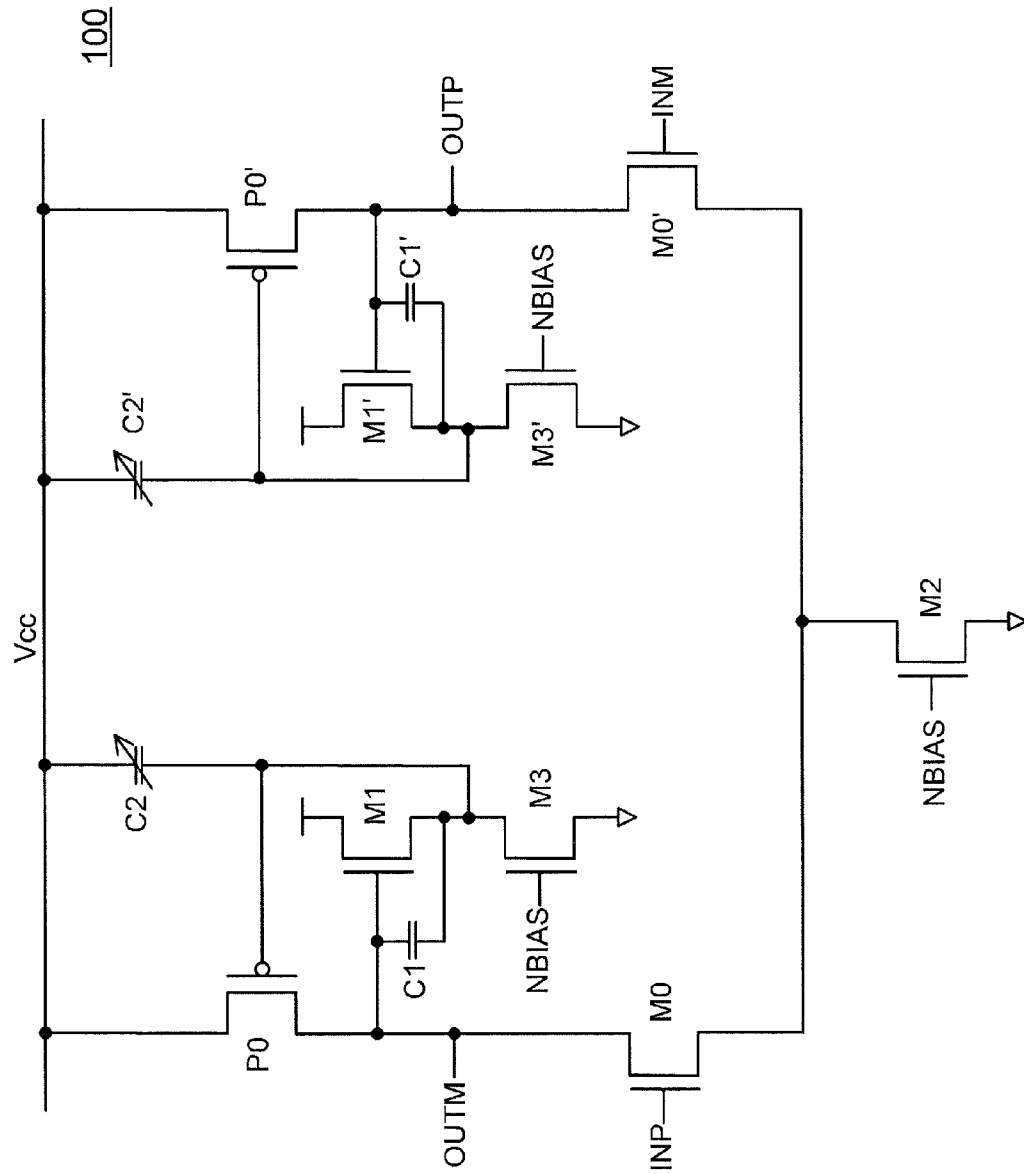 100
Vcc
C2
C2'
P0
P0'
M1
M1'
C1
C1'
OUTM
OUTP
NBIAS
M3
M3'
NBIAS
INP
M0
M0'
INM
NBIAS
M2